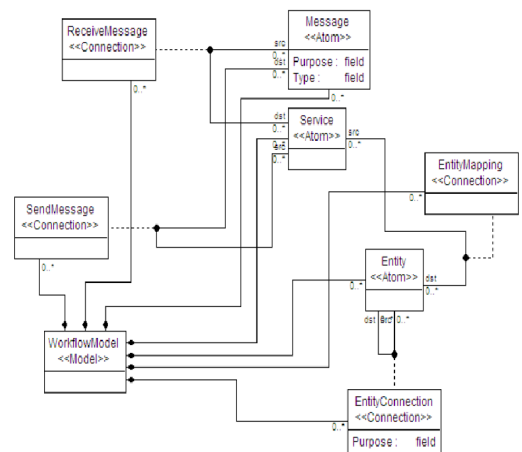 ReceiveMessage
<<Connection>>
0..*
Message
<<Atom>>
Purpose : field
Type : field
src
0..*
dst
0..*
0..*
Service
<<Atom>>
dst
0..*
0..*
src
0..*
src
0..*
EntityMapping
<<Connection>>
0..*
SendMessage
<<Connection>>
0..*
Entity
<<Atom>>
0..*
dst
0..*
dst
src
0..*
WorkflowModel
<<Model>>
EntityConnection
<<Connection>>
0..*
Purpose : field